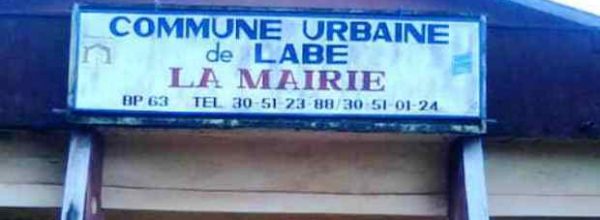 COMMUNE URBAINE
de LABE
LA MAIRIE
BP 63 TEL. 30-51-23-88/30-51-01-24